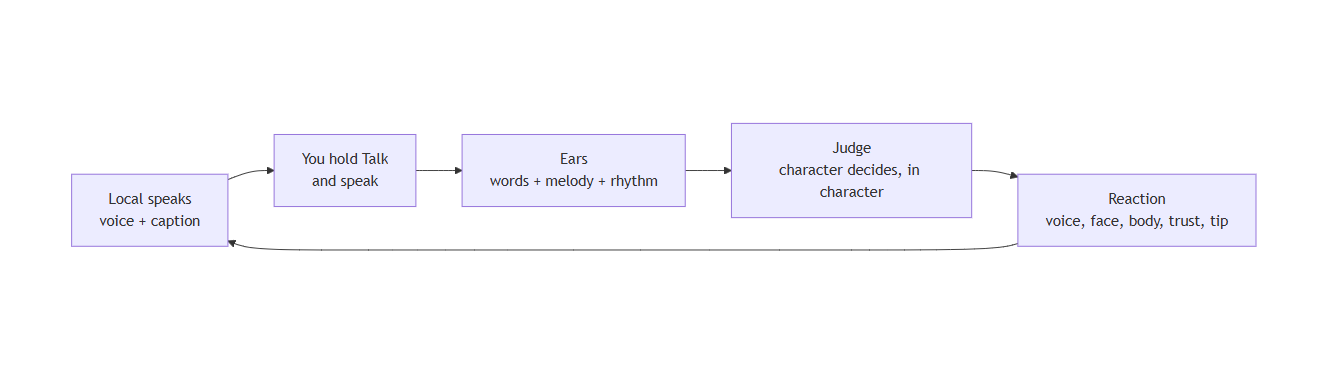 Local speaks
voice + caption
You hold Talk
and speak
Ears
words + melody + rhythm
Judge
character decides, in
character
Reaction
voice, face, body, trust, tip